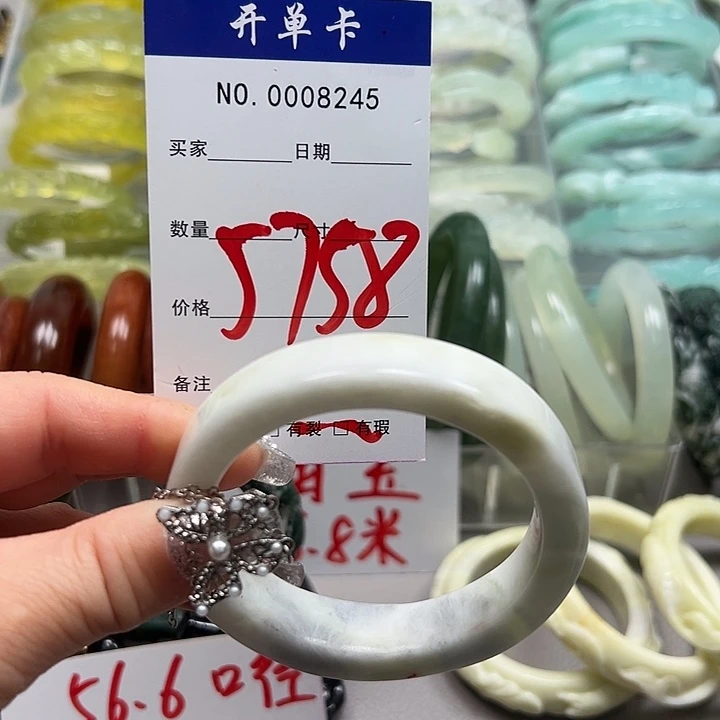 开单卡
NO. 0008245
买家 日期
数量 尺寸
5758
价格
备注
有裂 □ 有瑕
玉
.8米
56.6口径